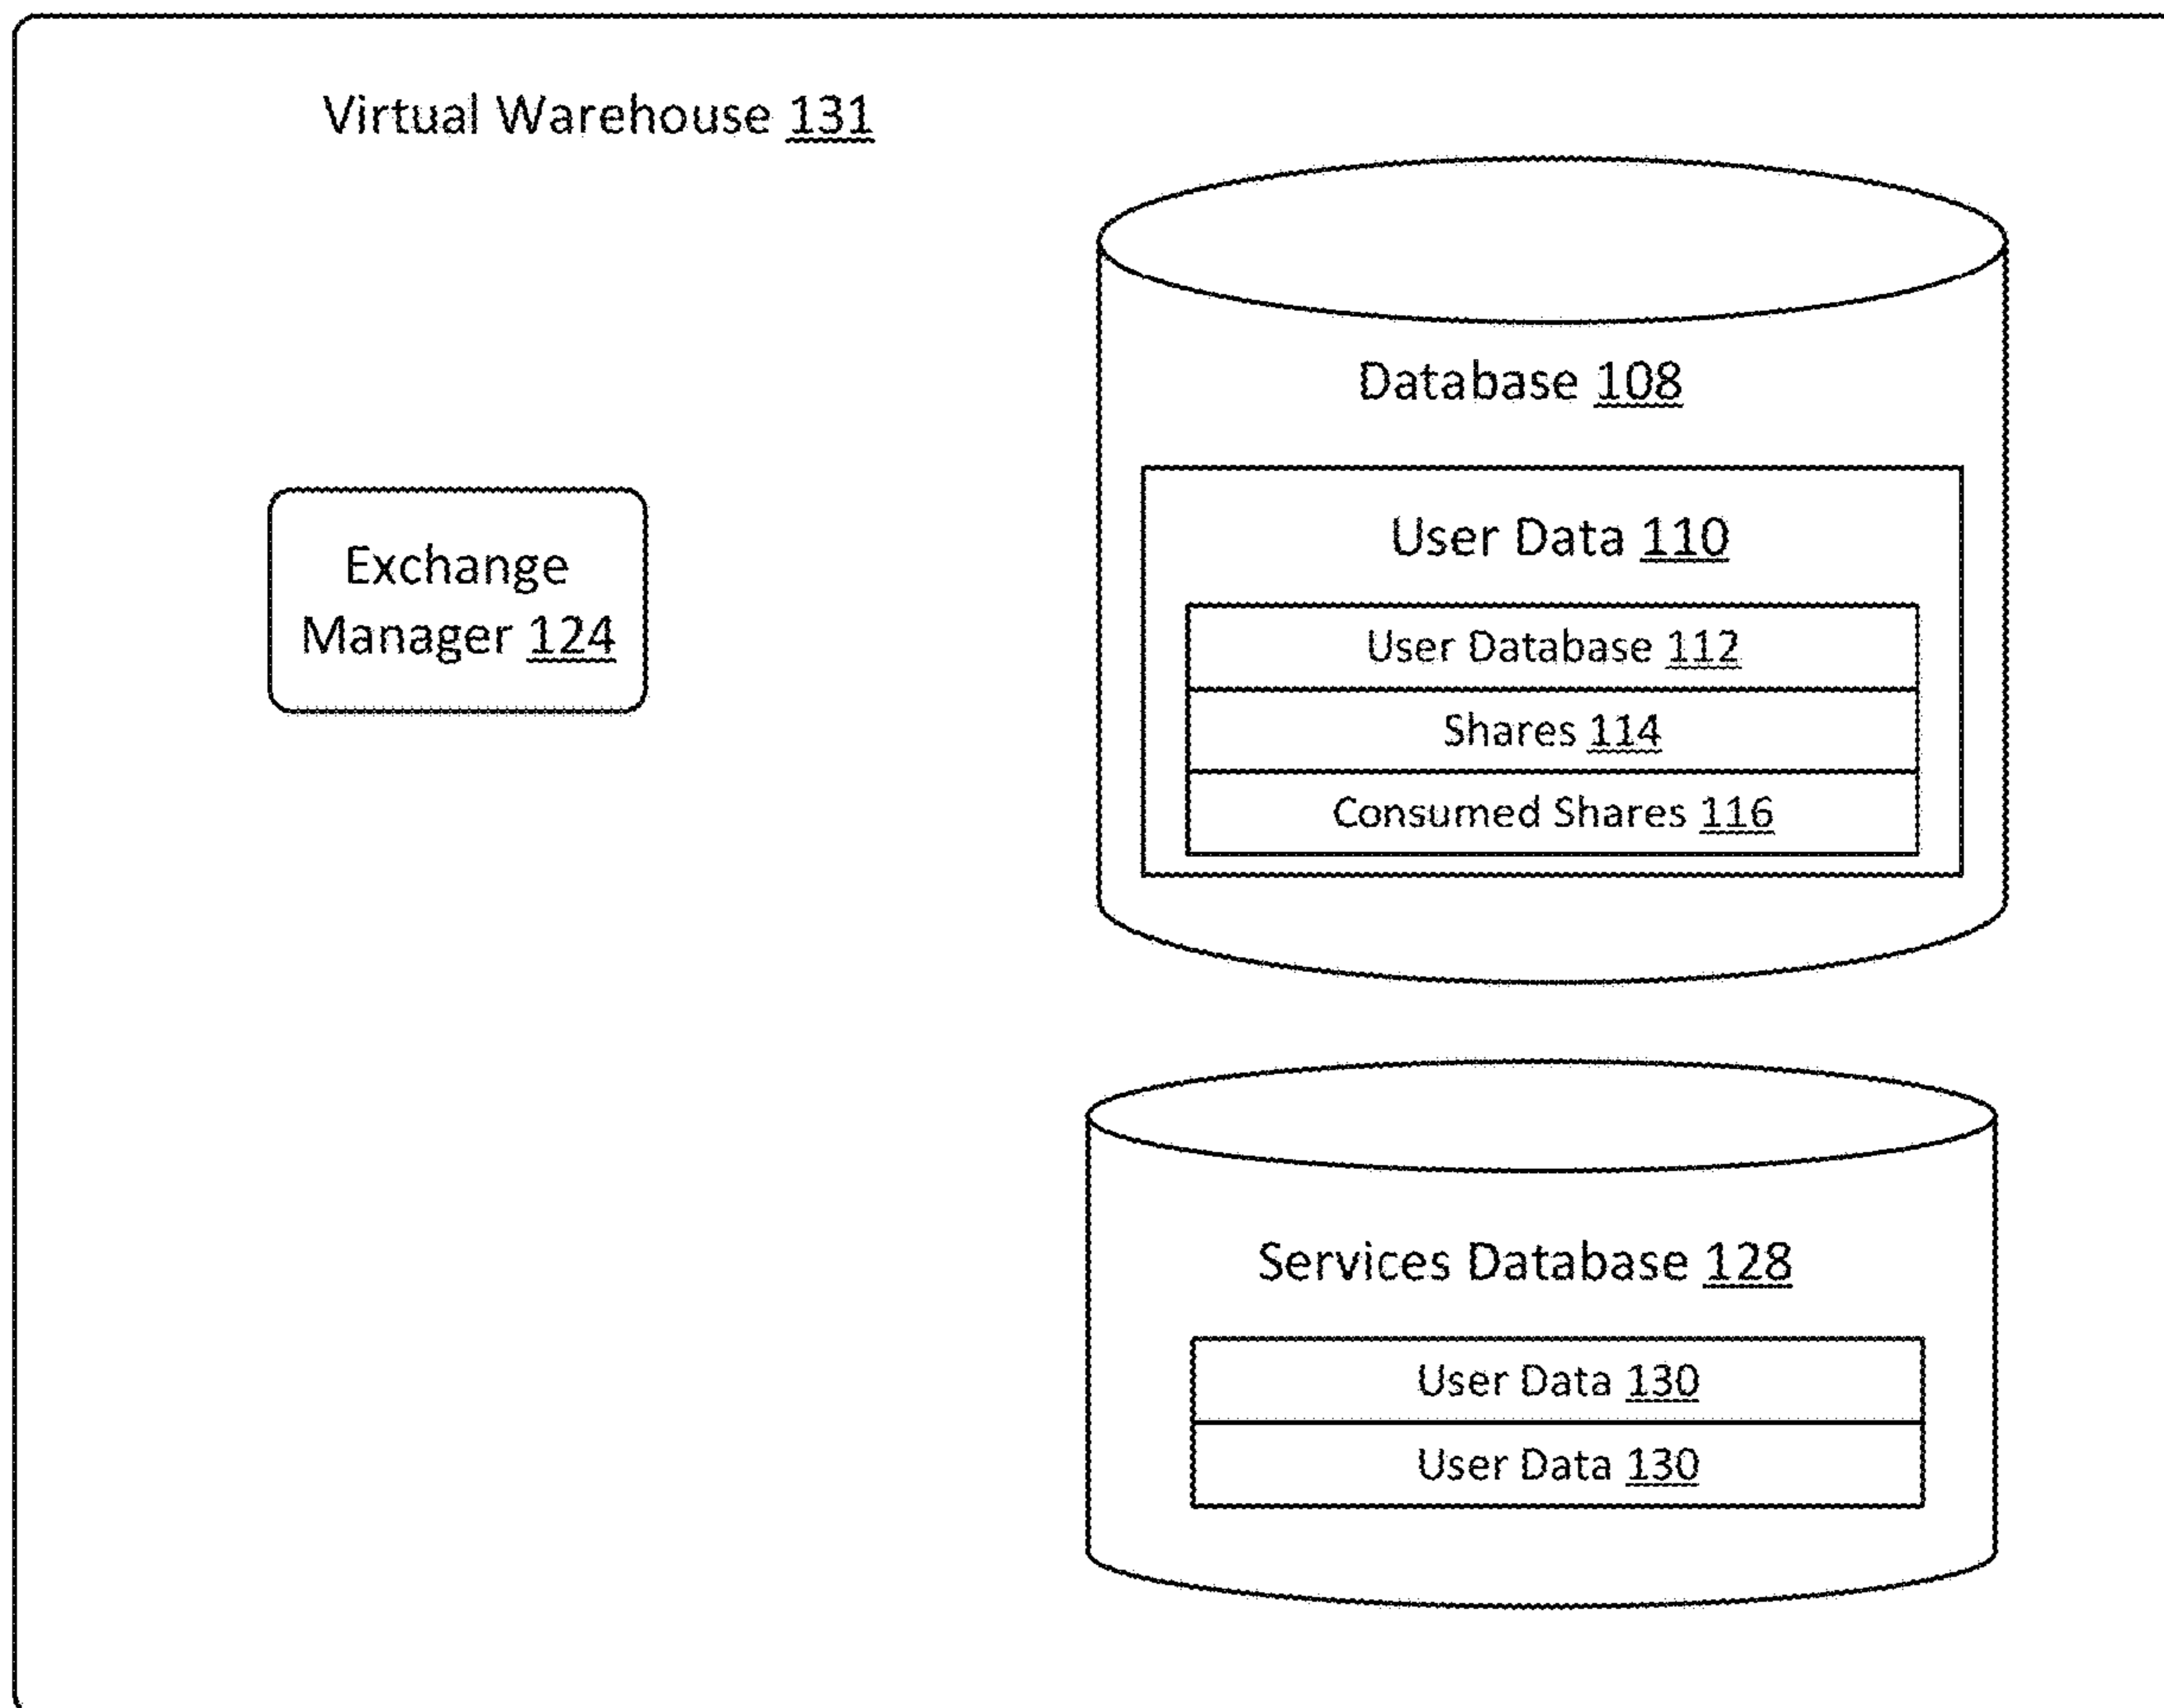 Virtual Warehouse 131
Database 108
User Data 110
Exchange
Manager 124
User Database 112
Shares 114
Consumed Shares 116
Services Database 128
User Data 130
User Data 130